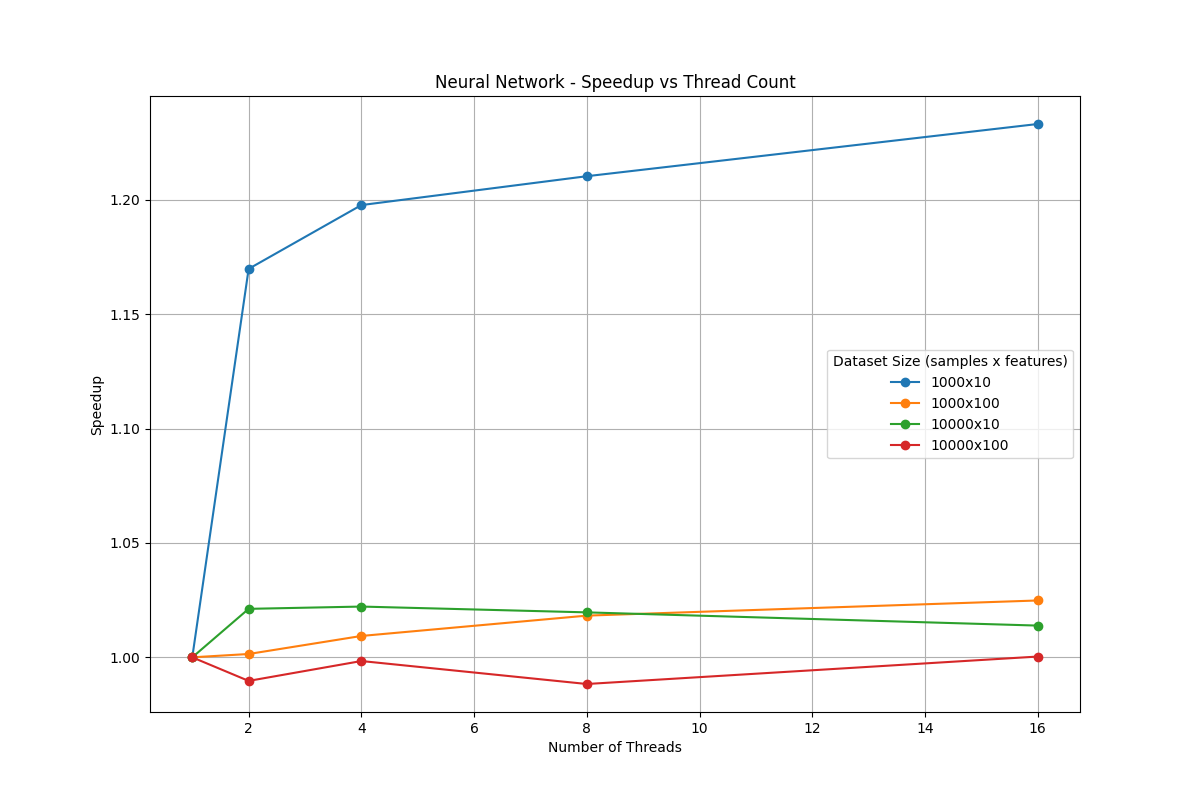 Neural Network - Speedup vs Thread Count
1.20
1.15
1.10
1.05
1.00
Speedup
Dataset Size (samples x features)
1000x10
1000x100
10000x10
10000x100
2 4 6 8 10 12 14 16
Number of Threads